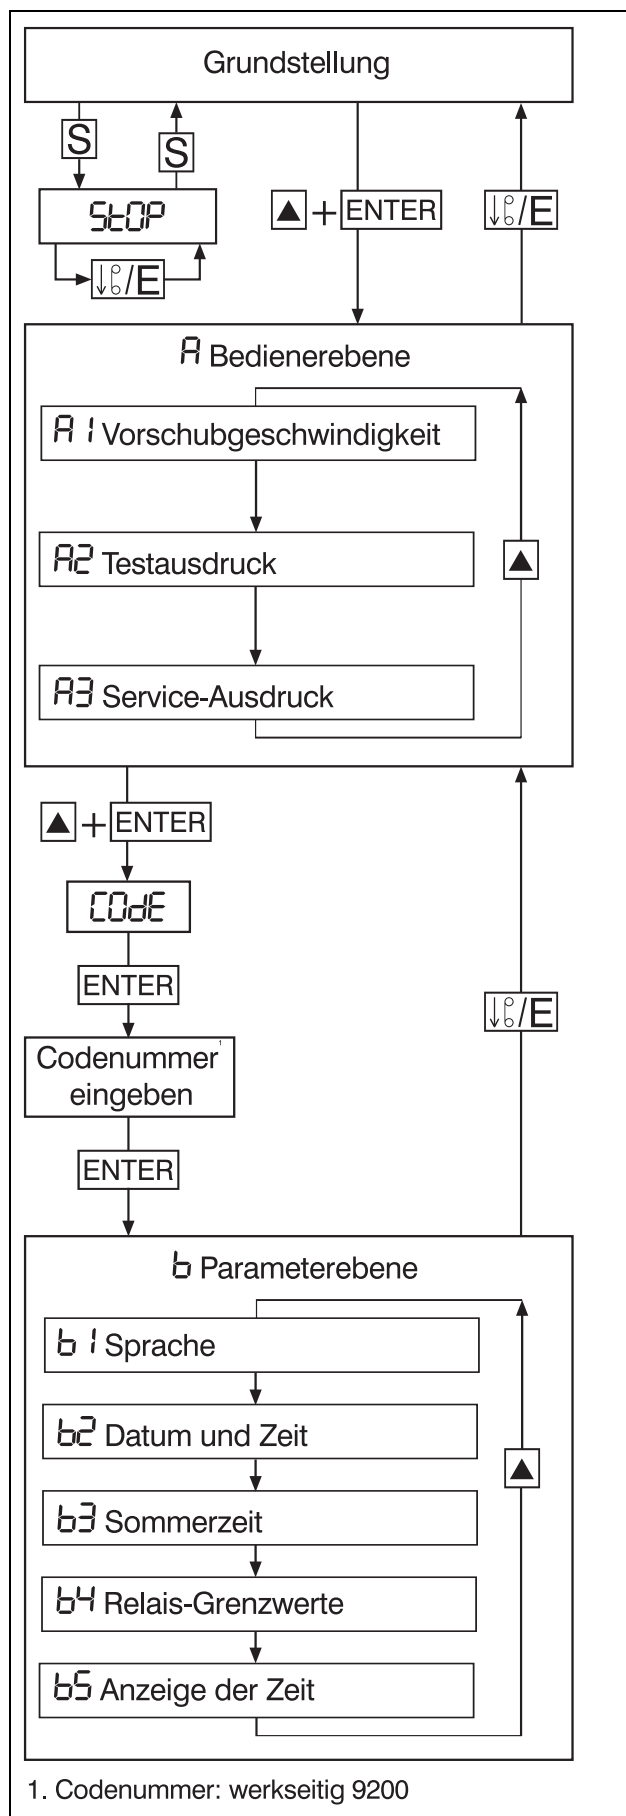 Grundstellung
S
S
StOP
▲ + ENTER
↓/E
↓/E
A Bedienerebene
A1 Vorschubgeschwindigkeit
A2 Testausdruck
▲
A3 Service-Ausdruck
▲ + ENTER
COdE
ENTER
↓/E
Codenummer¹
eingeben
ENTER
b Parameterebene
b1 Sprache
b2 Datum und Zeit
▲
b3 Sommerzeit
b4 Relais-Grenzwerte
b5 Anzeige der Zeit
1. Codenummer: werkseitig 9200